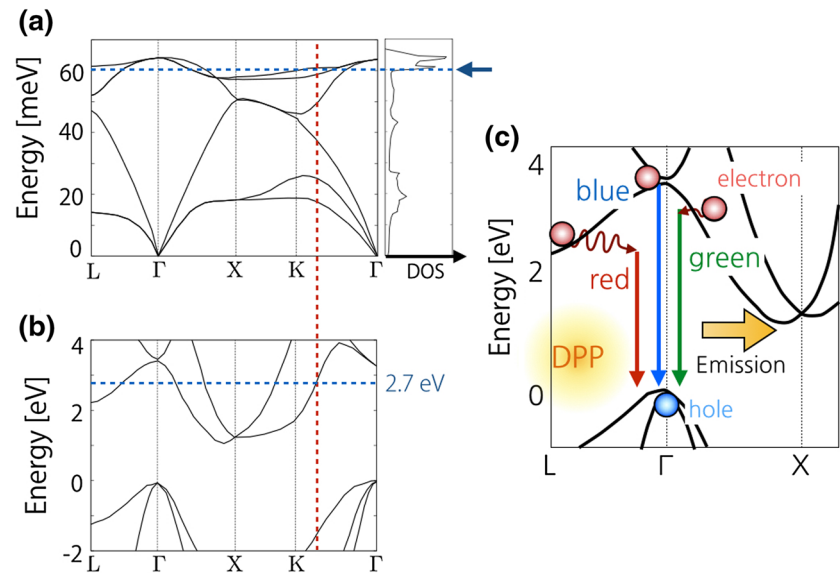 (a)
Energy [meV]
60
40
20
0
L Γ X K Γ
DOS
(b)
Energy [eV]
4
2
0
-2
2.7 eV
L Γ X K Γ
(c)
Energy [eV]
4
2
0
blue
electron
green
red
DPP
Emission
hole
L Γ X